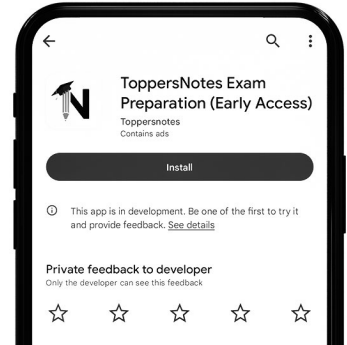 ToppersNotes Exam
Preparation (Early Access)
Toppersnotes
Contains ads
Install
This app is in development. Be one of the first to try it
and provide feedback. See details
Private feedback to developer
Only the developer can see this feedback